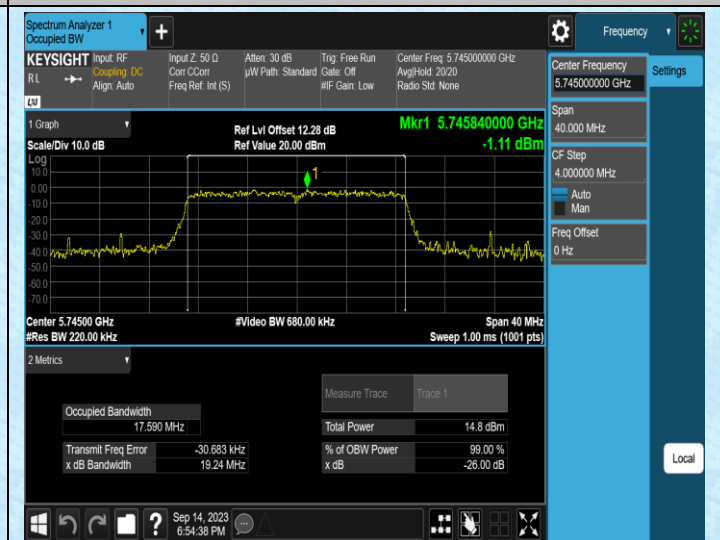 Spectrum Analyzer 1
Occupied BW
+
Frequency
KEYSIGHT
Input: RF
Coupling: DC
Align: Auto
R L
LXI
Input Z: 50 Ω
Corr CCorr
Freq Ref: Int (S)
Atten: 30 dB
µW Path: Standard
Trig: Free Run
Gate: Off
#IF Gain: Low
Center Freq: 5.745000000 GHz
Avg|Hold: 20/20
Radio Std: None
Center Frequency
5.745000000 GHz
Settings
Span
40.000 MHz
CF Step
4.000000 MHz
Auto
Man
Freq Offset
0 Hz
1 Graph
Scale/Div 10.0 dB
Ref Lvl Offset 12.28 dB
Ref Value 20.00 dBm
Mkr1 5.745840000 GHz
-1.11 dBm
Log
10.0
0.00
-10.0
-20.0
-30.0
-40.0
-50.0
-60.0
-70.0
1
Center 5.74500 GHz
#Video BW 680.00 kHz
Span 40 MHz
#Res BW 220.00 kHz
Sweep 1.00 ms (1001 pts)
2 Metrics
Measure Trace
Trace 1
Occupied Bandwidth
17.590 MHz
Total Power
14.8 dBm
Transmit Freq Error
-30.683 kHz
% of OBW Power
99.00 %
x dB Bandwidth
19.24 MHz
x dB
-26.00 dB
Local
?
Sep 14, 2023
6:54:38 PM